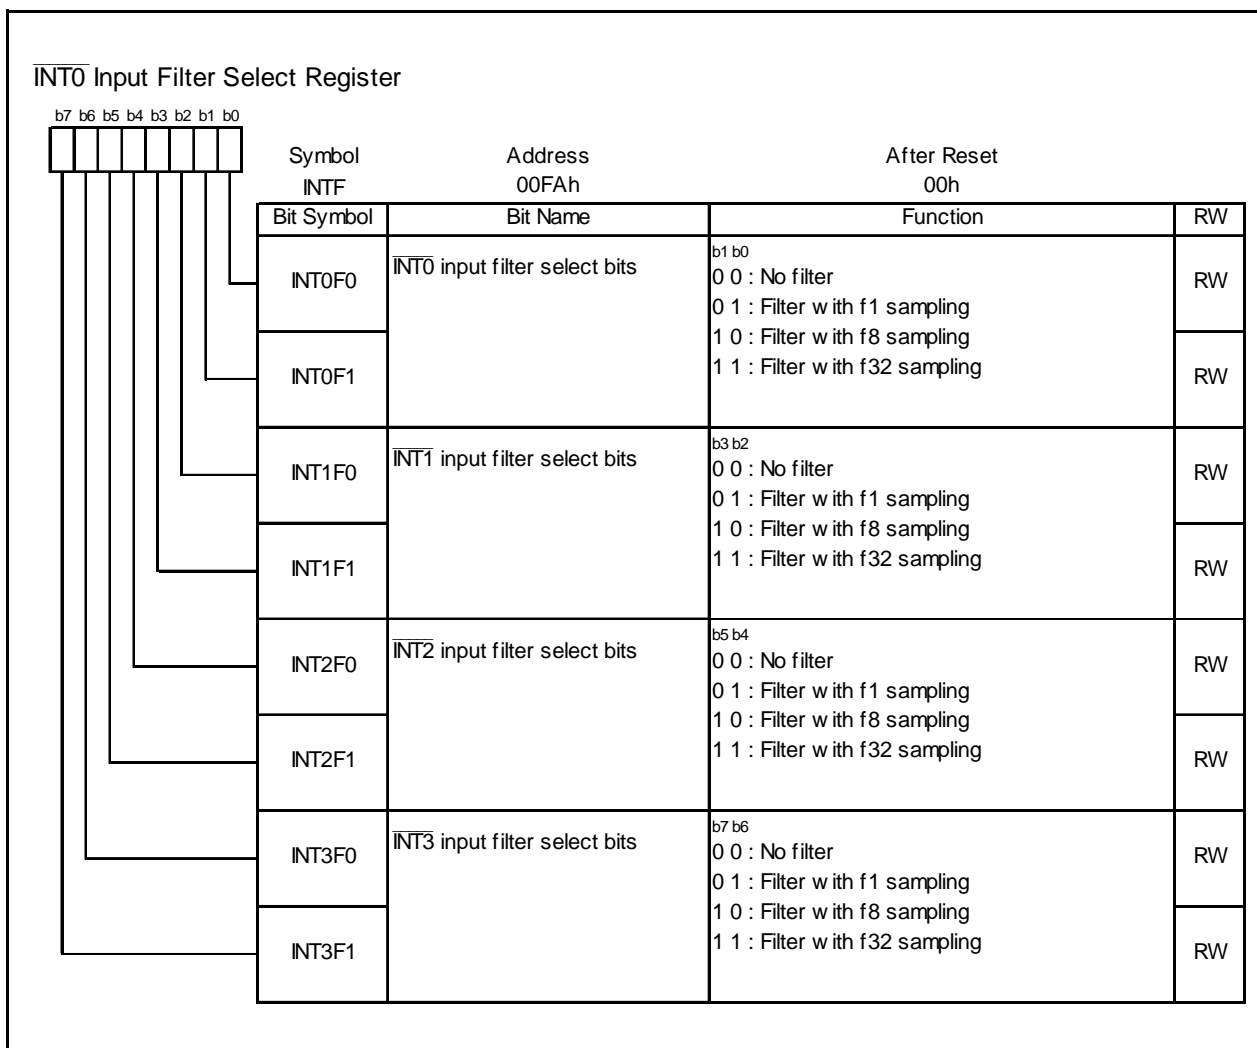 INT0 Input Filter Select Register
b7 b6 b5 b4 b3 b2 b1 b0
Symbol Address After Reset
INTF 00FAh 00h
Bit Symbol Bit Name Function RW
INT0F0 INT0 input filter select bits b1 b0 RW
0 0 : No filter
0 1 : Filter with f1 sampling
1 0 : Filter with f8 sampling
INT0F1 1 1 : Filter with f32 sampling RW
INT1F0 INT1 input filter select bits b3 b2 RW
0 0 : No filter
0 1 : Filter with f1 sampling
1 0 : Filter with f8 sampling
INT1F1 1 1 : Filter with f32 sampling RW
INT2F0 INT2 input filter select bits b5 b4 RW
0 0 : No filter
0 1 : Filter with f1 sampling
1 0 : Filter with f8 sampling
INT2F1 1 1 : Filter with f32 sampling RW
INT3F0 INT3 input filter select bits b7 b6 RW
0 0 : No filter
0 1 : Filter with f1 sampling
1 0 : Filter with f8 sampling
INT3F1 1 1 : Filter with f32 sampling RW